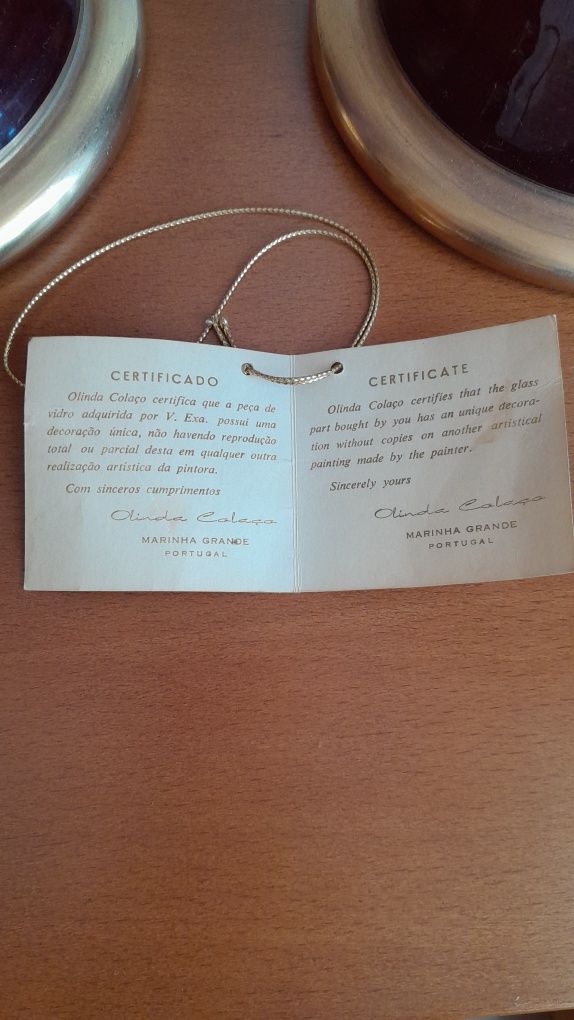 CERTIFICADO
Olinda Colaço certifica que a peça de
vidro adquirida por V. Exa. possui uma
decoração única, não havendo reprodução
total ou parcial desta em qualquer outra
realização artística da pintora.
Com sinceros cumprimentos
Olinda Colaço
MARINHA GRANDE
PORTUGAL
CERTIFICATE
Olinda Colaço certifies that the glass
part bought by you has an unique decora-
tion without copies on another artistical
painting made by the painter.
Sincerely yours
Olinda Colaço
MARINHA GRANDE
PORTUGAL